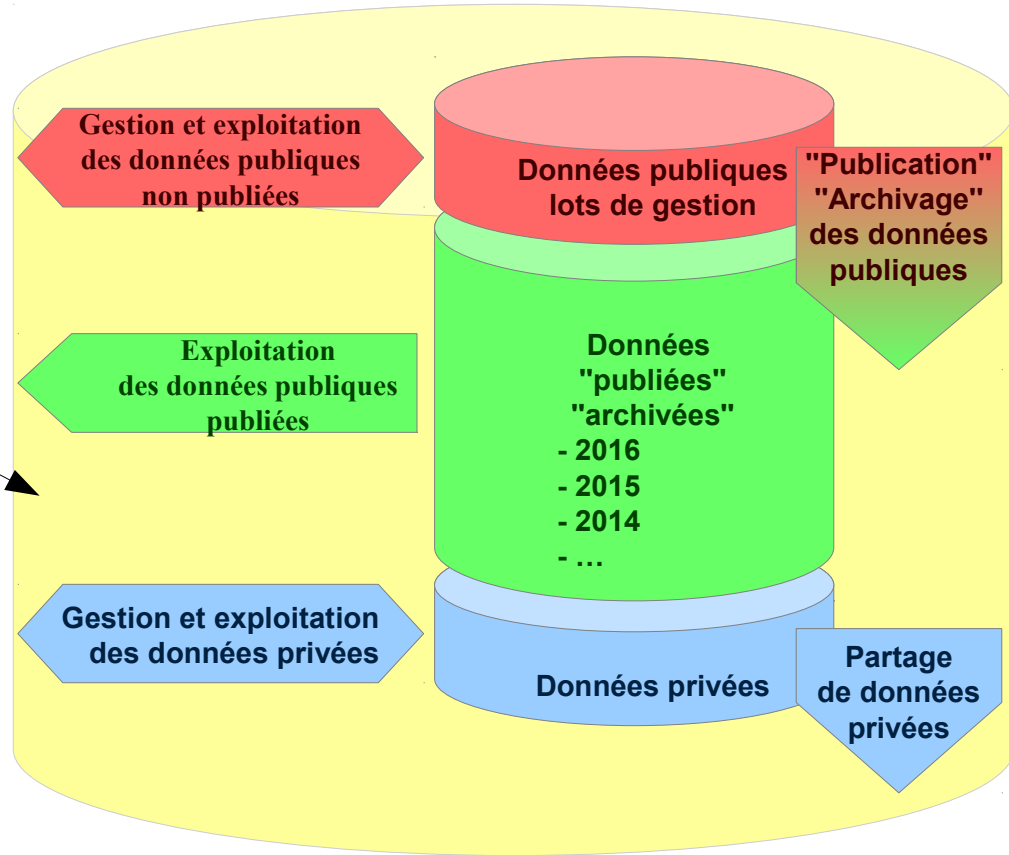 Gestion et exploitation
des données publiques
non publiées
Données publiques
lots de gestion
"Publication"
"Archivage"
des données
publiques
Exploitation
des données publiques
publiées
Données
"publiées"
"archivées"
- 2016
- 2015
- 2014
- ...
Gestion et exploitation
des données privées
Données privées
Partage
de données
privées